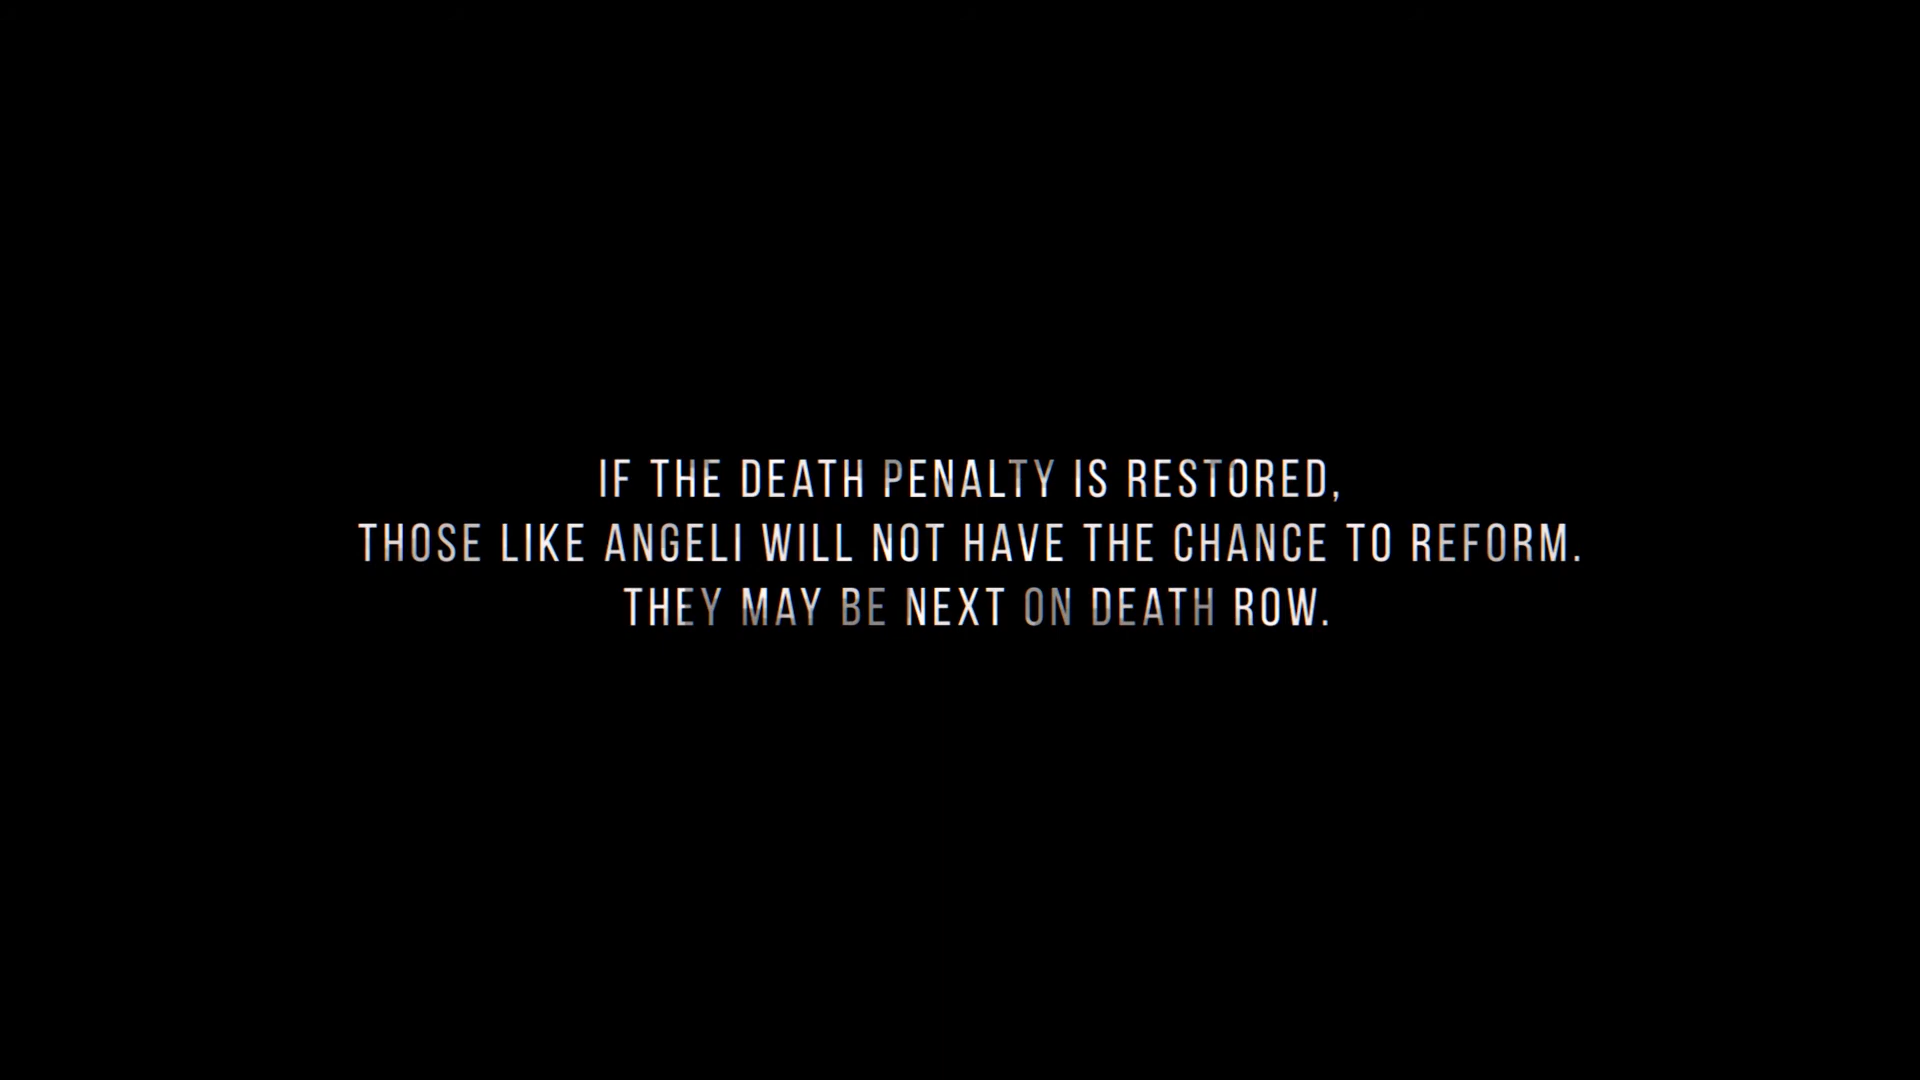 IF THE DEATH PENALTY IS RESTORED,
THOSE LIKE ANGELI WILL NOT HAVE THE CHANCE TO REFORM.
THEY MAY BE NEXT ON DEATH ROW.